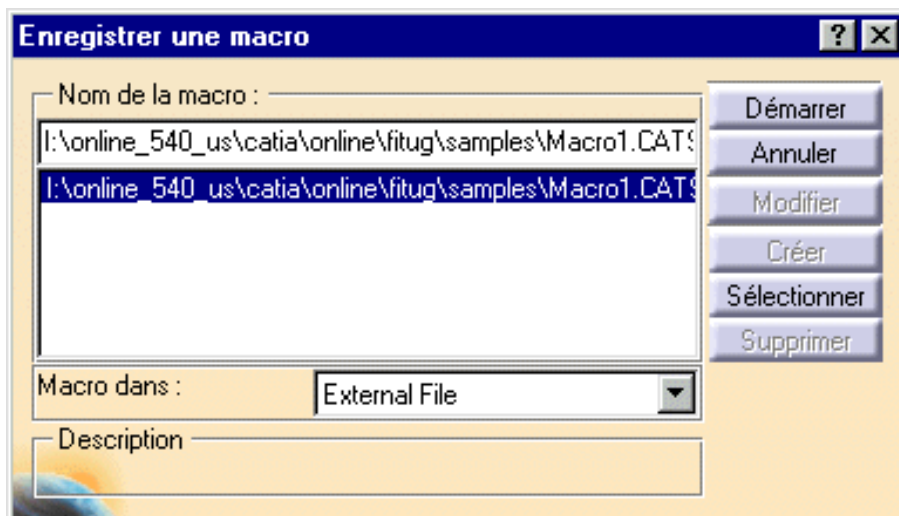 Enregistrer une macro
Nom de la macro :
I:\online_540_us\catia\online\fitug\samples\Macro1.CATS
I:\online_540_us\catia\online\fitug\samples\Macro1.CATS
Macro dans :
External File
Description
Démarrer
Annuler
Modifier
Créer
Sélectionner
Supprimer